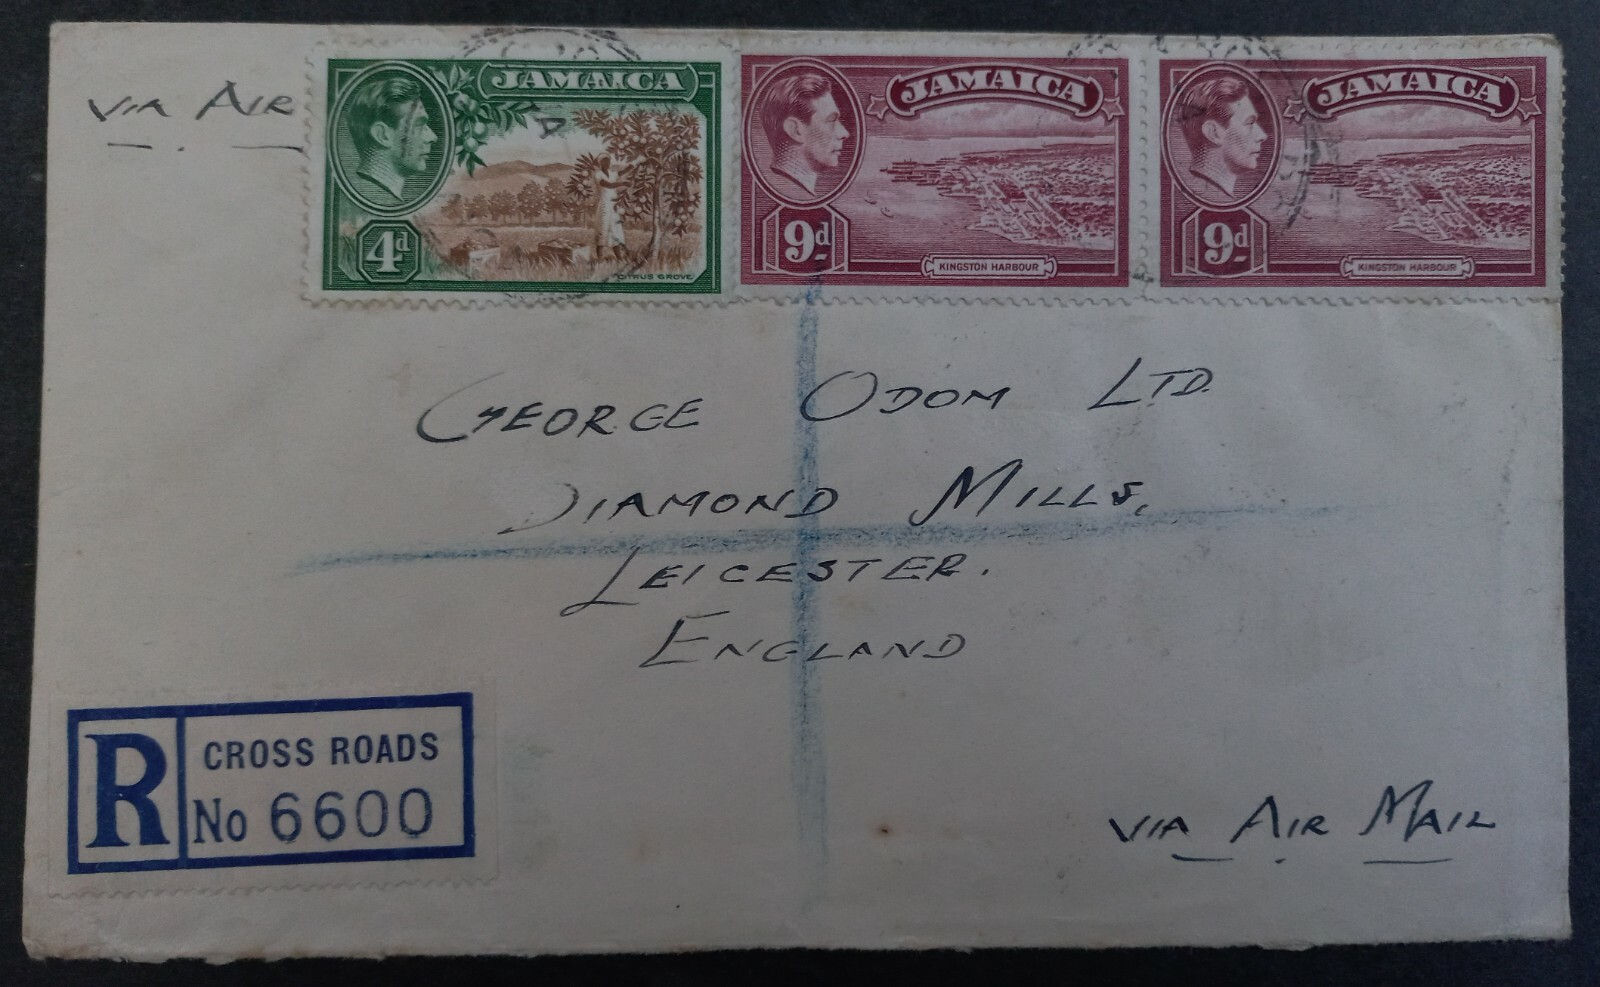 VIA AIR
JAMAICA
4d
CITRUS GROVE
JAMAICA
9d
KINGSTON HARBOUR
JAMAICA
9d
KINGSTON HARBOUR
GEORGE ODOM LTD.
DIAMOND MILLS,
LEICESTER.
ENGLAND
R
CROSS ROADS
No 6600
VIA AIR MAIL